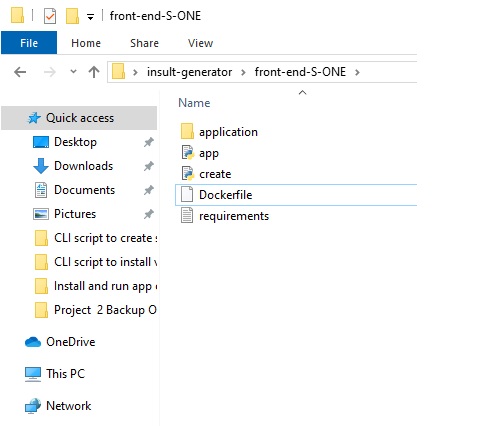 front-end-S-ONE
File Home Share View
insult-generator front-end-S-ONE
Name
Quick access
Desktop
Downloads
Documents
Pictures
CLI script to create s
CLI script to install v
Install and run app
Project 2 Backup O
OneDrive
This PC
Network
application
app
create
Dockerfile
requirements